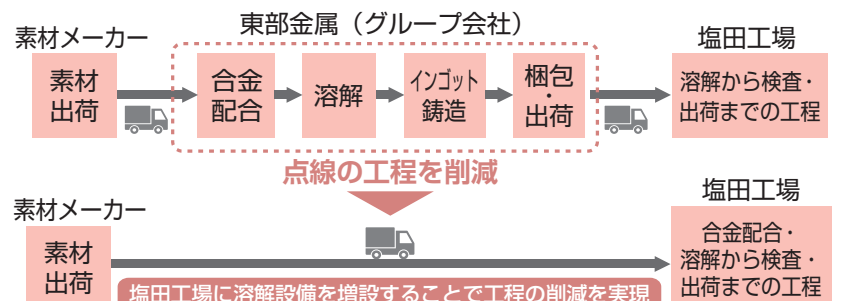 東部金属（グループ会社）
素材メーカー
塩田工場
素材
出荷
合金
配合
溶解
インゴット
鋳造
梱包
・
出荷
溶解から検査・
出荷までの工程
点線の工程を削減
素材メーカー
塩田工場
素材
出荷
合金配合・
溶解から検査・
出荷までの工程
塩田工場に溶解設備を増設することで工程の削減を実現